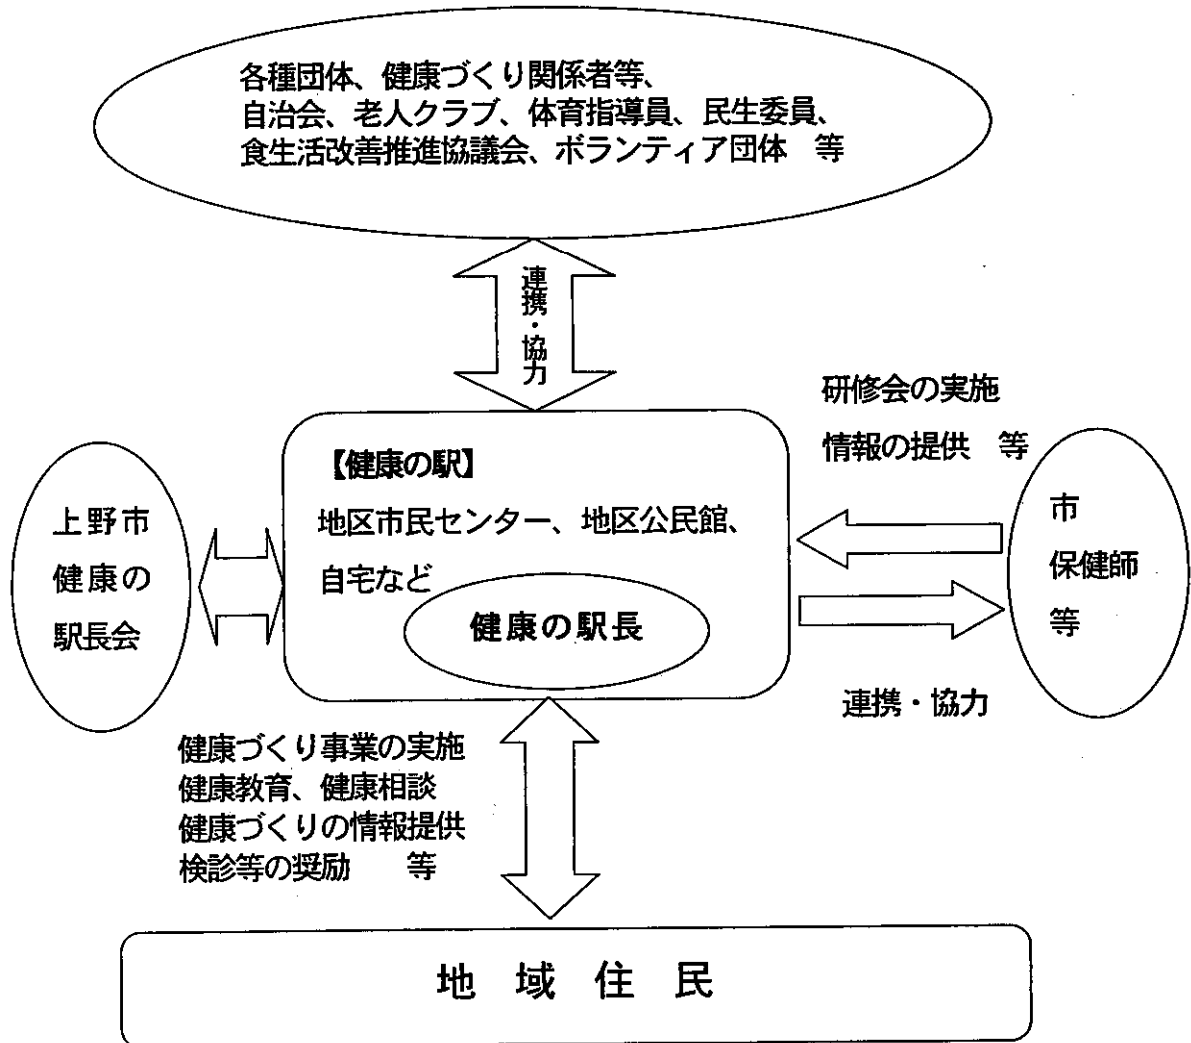 各種団体、健康づくり関係者等、
自治会、老人クラブ、体育指導員、民生委員、
食生活改善推進協議会、ボランティア団体　等
連携・協力
研修会の実施
情報の提供　等
【健康の駅】
地区市民センター、地区公民館、
自宅など
健康の駅長
上野市
健康の
駅長会
市
保健師
等
連携・協力
健康づくり事業の実施
健康教育、健康相談
健康づくりの情報提供
検診等の奨励　　等
地　域　住　民